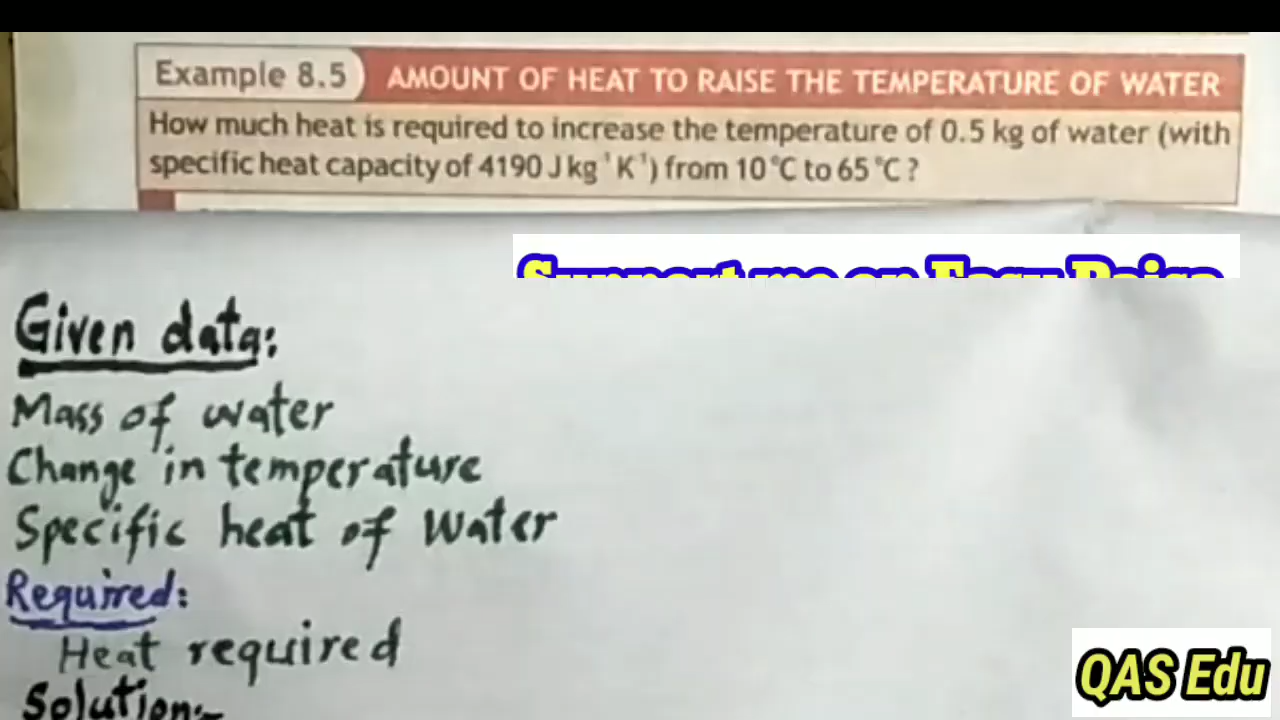 Example 8.5 AMOUNT OF HEAT TO RAISE THE TEMPERATURE OF WATER
How much heat is required to increase the temperature of 0.5 kg of water (with
specific heat capacity of 4190 J kg⁻¹ K⁻¹) from 10 °C to 65 °C ?
Given data:
Mass of water
Change in temperature
Specific heat of water
Required:
Heat required
Solution:-
QAS Edu